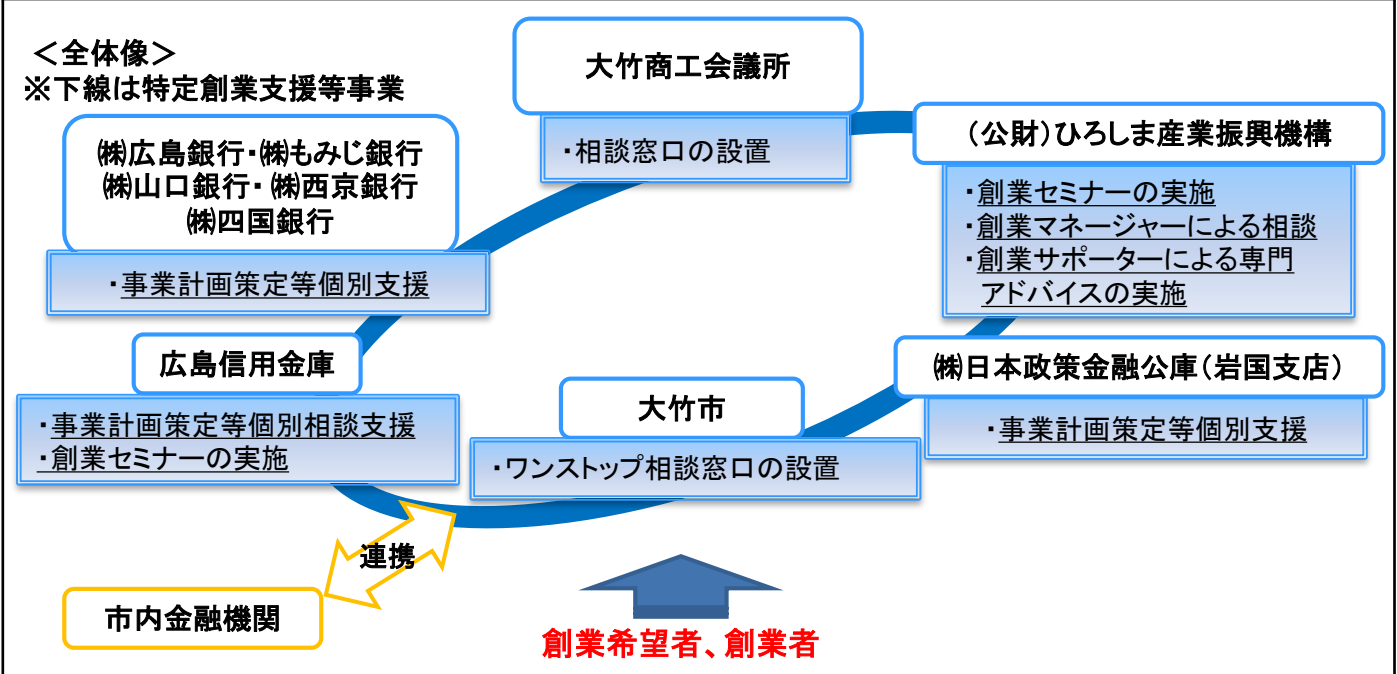 ＜全体像＞
※下線は特定創業支援等事業
大竹商工会議所
・相談窓口の設置
㈱広島銀行・㈱もみじ銀行
㈱山口銀行・㈱西京銀行
㈱四国銀行
・事業計画策定等個別支援
（公財）ひろしま産業振興機構
・創業セミナーの実施
・創業マネージャーによる相談
・創業サポーターによる専門
アドバイスの実施
広島信用金庫
・事業計画策定等個別相談支援
・創業セミナーの実施
大竹市
・ワンストップ相談窓口の設置
㈱日本政策金融公庫（岩国支店）
・事業計画策定等個別支援
連携
市内金融機関
創業希望者、創業者